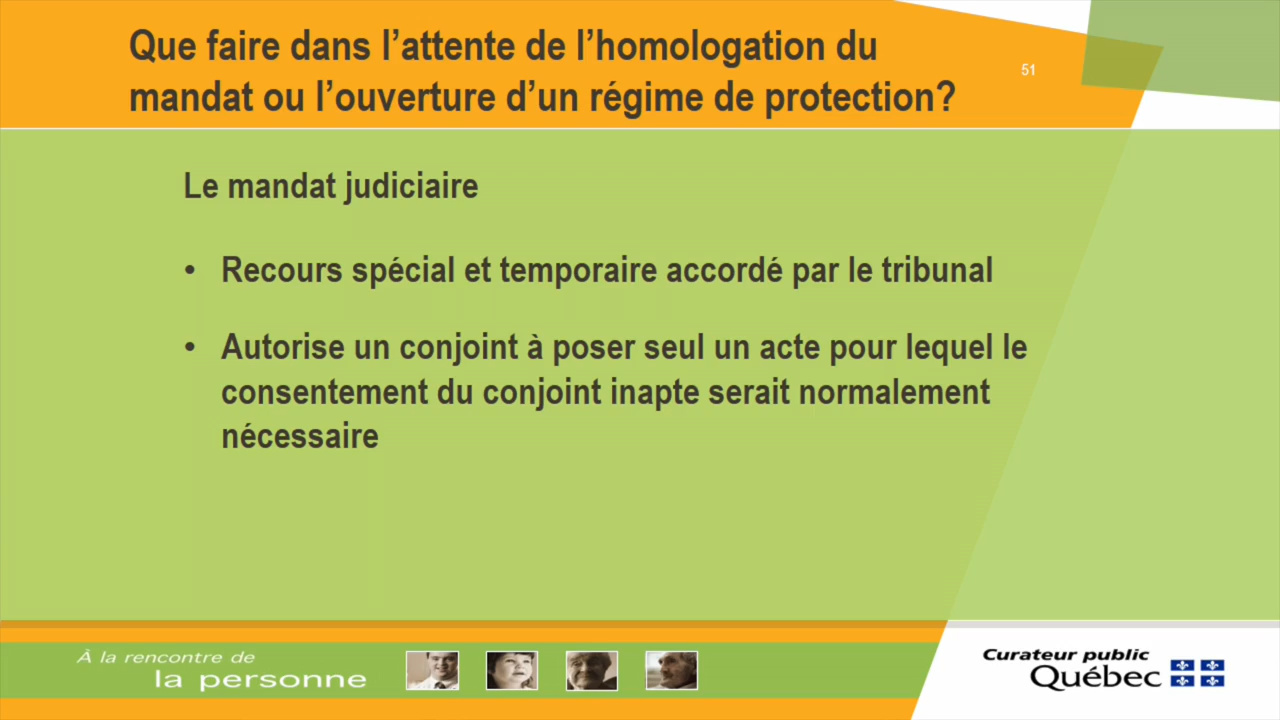 Que faire dans l’attente de l’homologation du
mandat ou l’ouverture d’un régime de protection?
51
Le mandat judiciaire
• Recours spécial et temporaire accordé par le tribunal
• Autorise un conjoint à poser seul un acte pour lequel le
consentement du conjoint inapte serait normalement
nécessaire
À la rencontre de
la personne
Curateur public
Québec